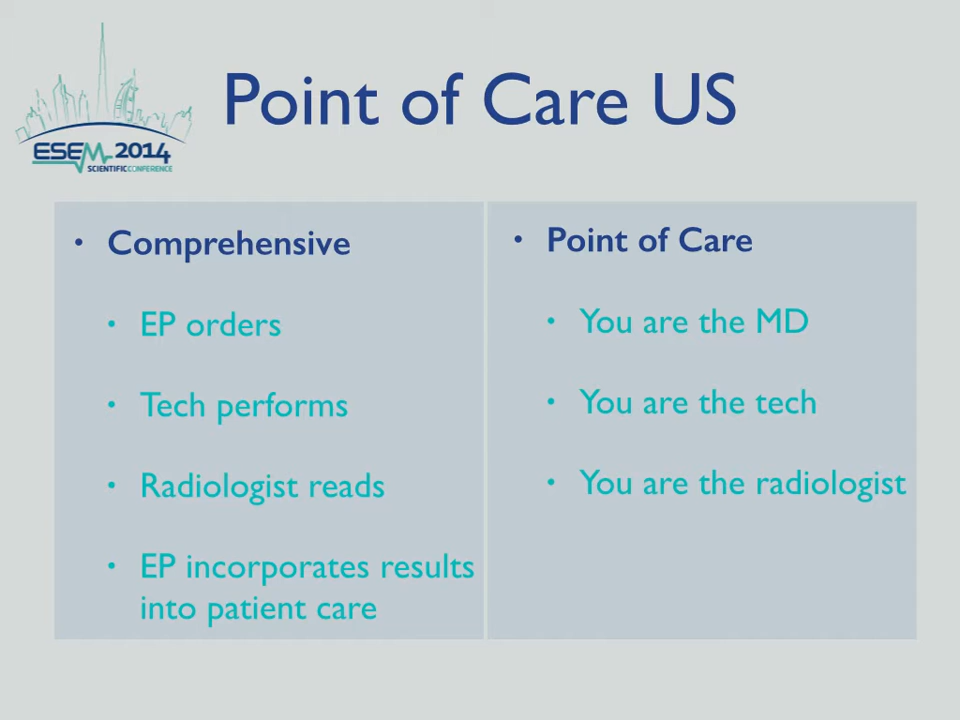 ESEM 2014
SCIENTIFIC CONFERENCE
Point of Care US
• Comprehensive
• EP orders
• Tech performs
• Radiologist reads
• EP incorporates results
into patient care
• Point of Care
• You are the MD
• You are the tech
• You are the radiologist